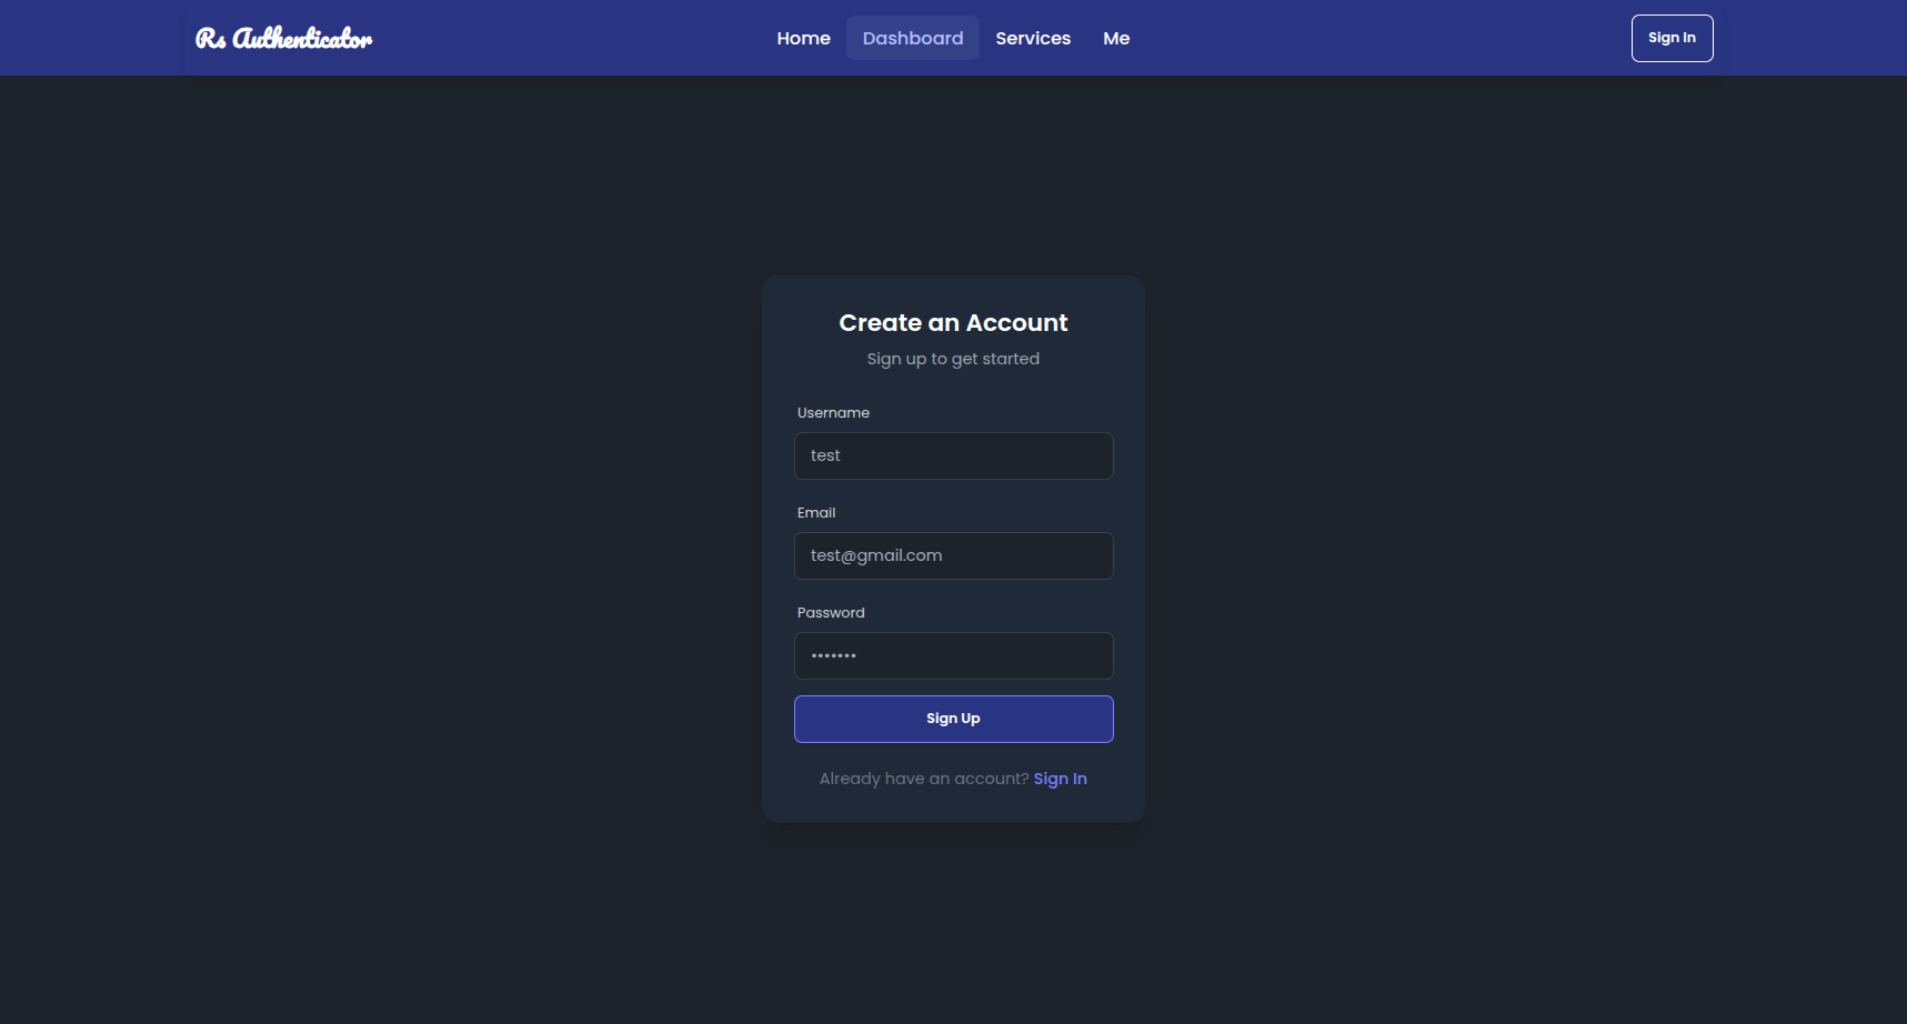 Rs Authenticator
Home Dashboard Services Me
Sign In
Create an Account
Sign up to get started
Username
test
Email
test@gmail.com
Password
•••••••
Sign Up
Already have an account? Sign In